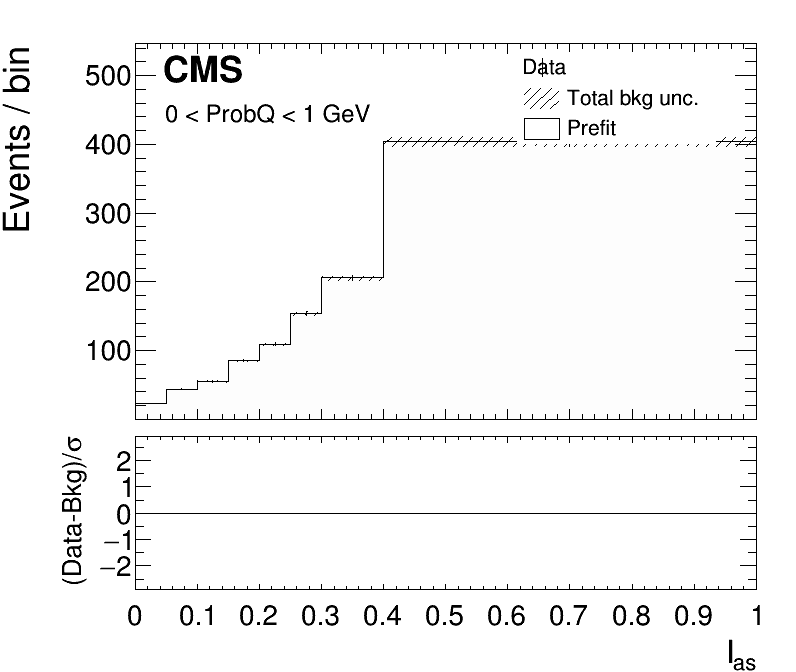 CMS
0 < ProbQ < 1 GeV
Data
Total bkg unc.
Prefit
Events / bin
500
400
300
200
100
(Data-Bkg)/σ
2
1
0
−1
−2
0 0.1 0.2 0.3 0.4 0.5 0.6 0.7 0.8 0.9 1
I_as